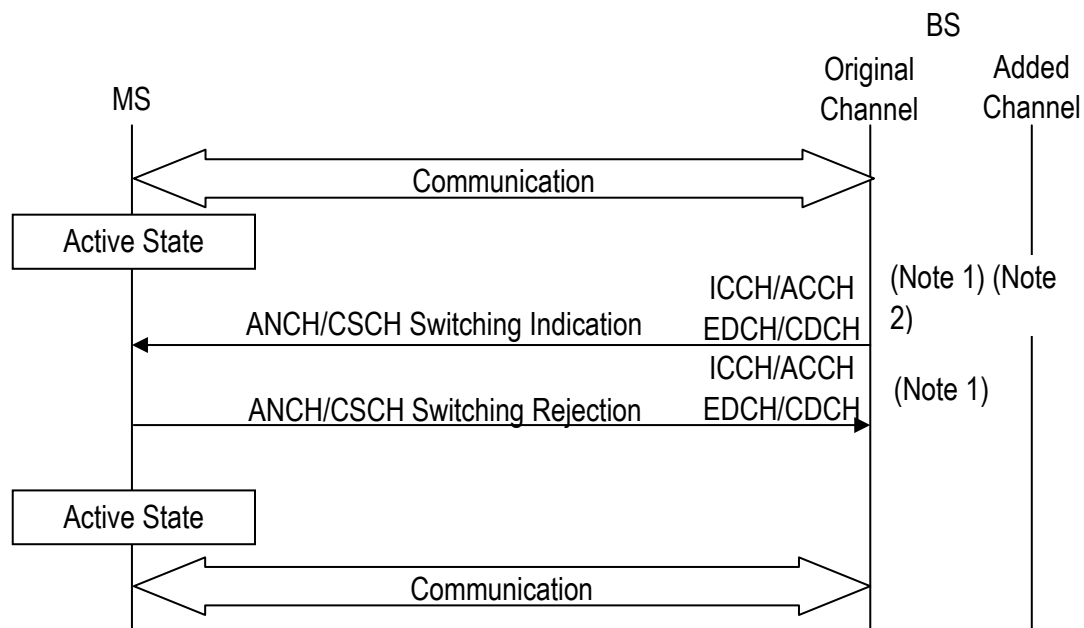 BS
MS
Original
Channel
Added
Channel
Communication
Active State
ANCH/CSCH Switching Indication
ICCH/ACCH
EDCH/CDCH
(Note 1) (Note
2)
ANCH/CSCH Switching Rejection
ICCH/ACCH
EDCH/CDCH
(Note 1)
Active State
Communication